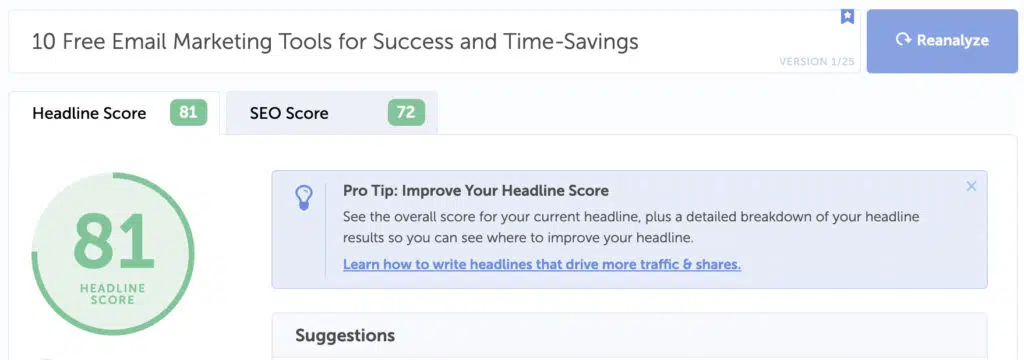 10 Free Email Marketing Tools for Success and Time-Savings
VERSION 1/25
Reanalyze
Headline Score 81
SEO Score 72
81
HEADLINE
SCORE
Pro Tip: Improve Your Headline Score
See the overall score for your current headline, plus a detailed breakdown of your headline
results so you can see where to improve your headline.
Learn how to write headlines that drive more traffic & shares.
Suggestions